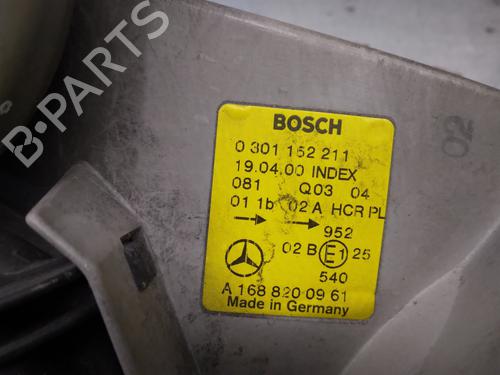 B-PARTS
BOSCH
0 301 152 211
19.04.00 INDEX
081 Q03 04
01 1b 02 A HCR PL
952
02 B E1 25
540
A 168 820 09 61
Made in Germany
02